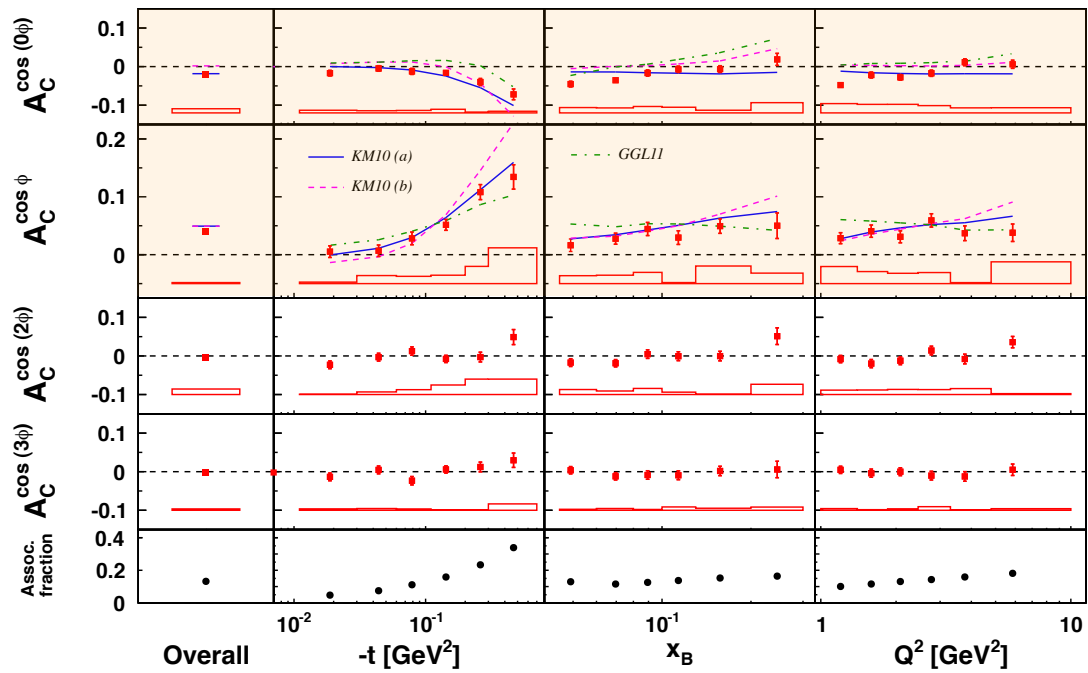 A_C^cos (0ϕ)
0.1
0
-0.1
A_C^cos ϕ
0.2
0.1
0
KM10 (a)
KM10 (b)
GGL11
A_C^cos (2ϕ)
0.1
0
-0.1
A_C^cos (3ϕ)
0.1
0
-0.1
Assoc. fraction
0.4
0.2
0
10^-2 10^-1 10^-1 1 10
Overall -t [GeV^2] x_B Q^2 [GeV^2]